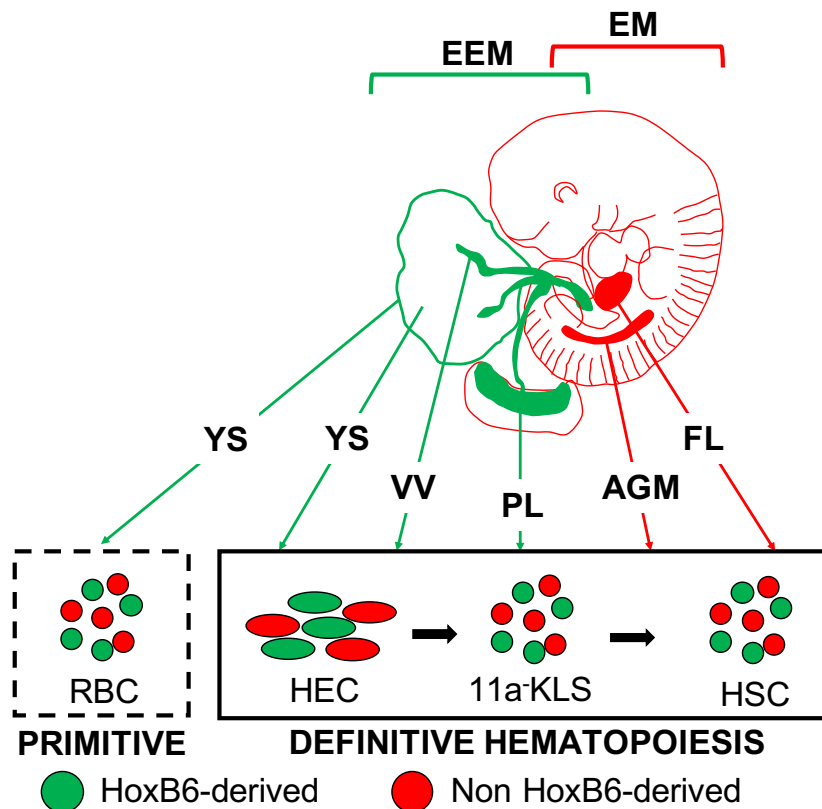 EM
EEM
YS
YS
VV
PL
AGM
FL
RBC
HEC
11a⁻KLS
HSC
PRIMITIVE
DEFINITIVE HEMATOPOIESIS
HoxB6-derived
Non HoxB6-derived